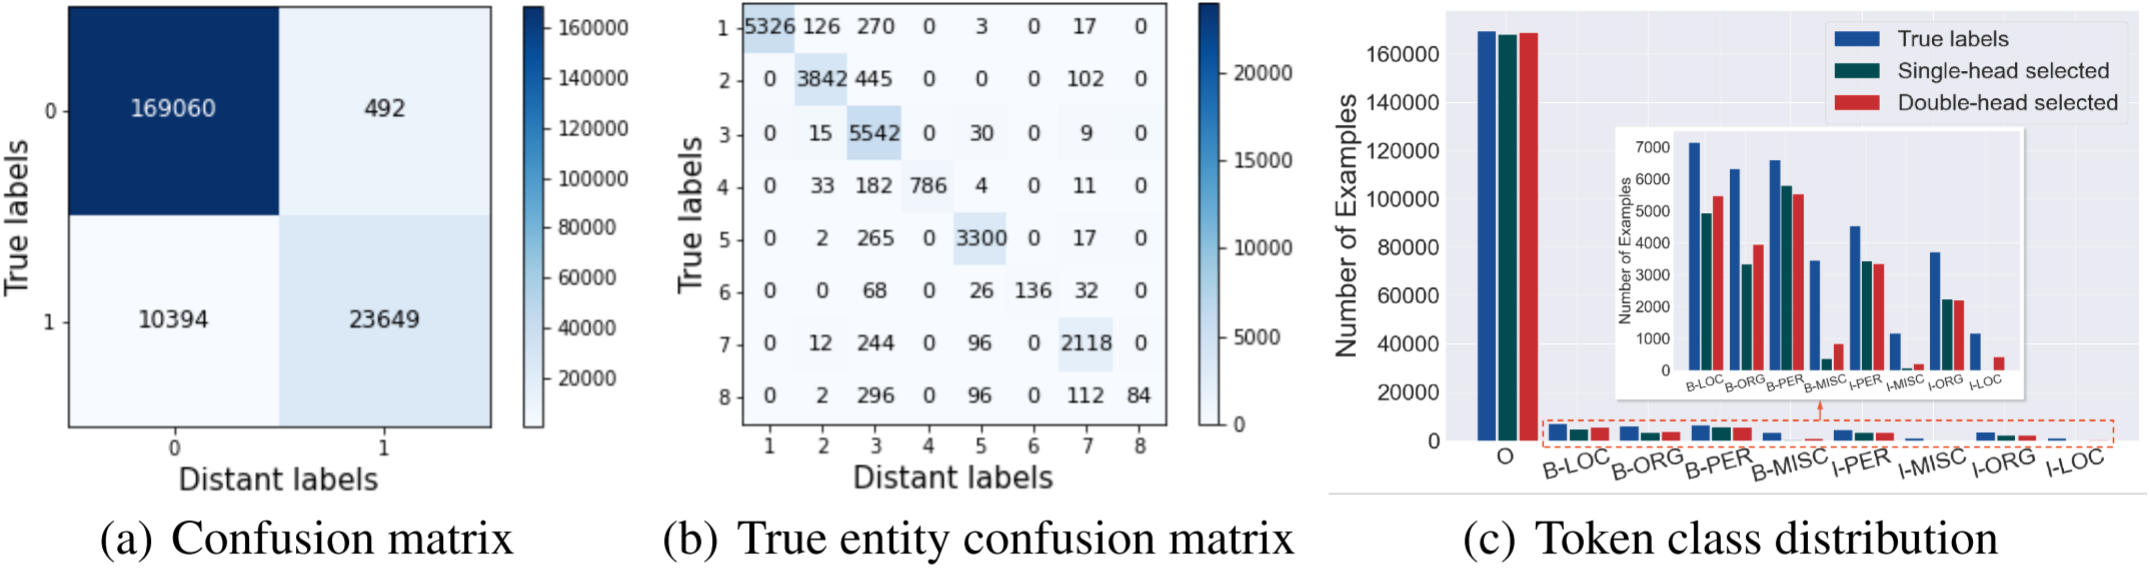 True labels
0
1
169060 492
10394 23649
0 1
Distant labels
160000
140000
120000
100000
80000
60000
40000
20000
(a) Confusion matrix
True labels
1 5326 126 270 0 3 0 17 0
2 0 3842 445 0 0 0 102 0
3 0 15 5542 0 30 0 9 0
4 0 33 182 786 4 0 11 0
5 0 2 265 0 3300 0 17 0
6 0 0 68 0 26 136 32 0
7 0 12 244 0 96 0 2118 0
8 0 2 296 0 96 0 112 84
1 2 3 4 5 6 7 8
Distant labels
20000
15000
10000
5000
0
(b) True entity confusion matrix
Number of Examples
160000
140000
120000
100000
80000
60000
40000
20000
0
True labels
Single-head selected
Double-head selected
Number of Examples
7000
6000
5000
4000
3000
2000
1000
0
B-LOC B-ORG B-PER B-MISC I-PER I-MISC I-ORG I-LOC
O B-LOC B-ORG B-PER B-MISC I-PER I-MISC I-ORG I-LOC
(c) Token class distribution